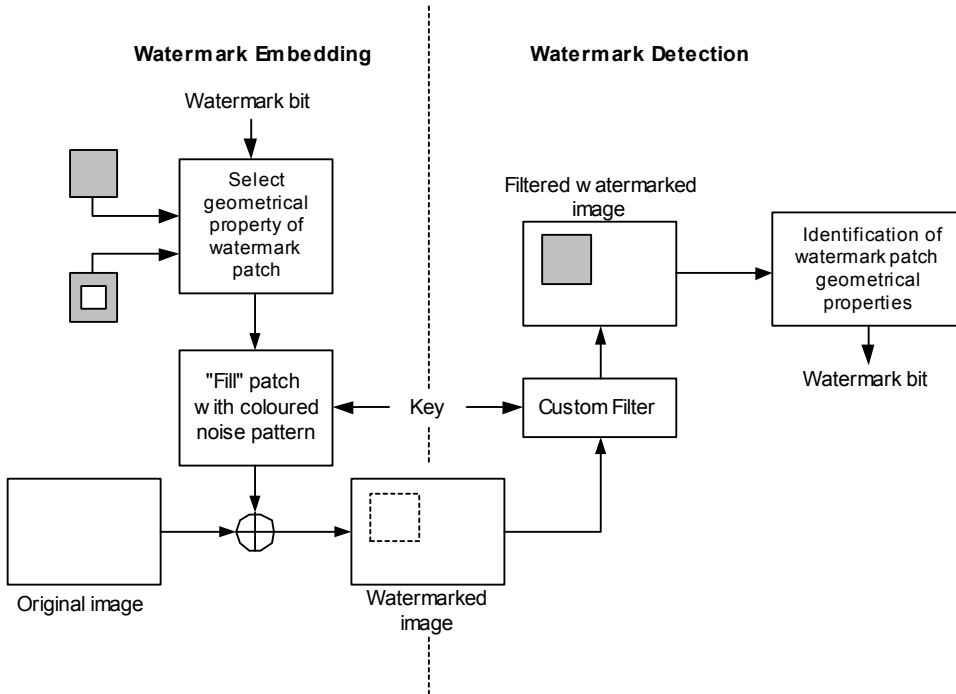 Watermark Embedding
Watermark bit
Select
geometrical
property of
watermark
patch
"Fill" patch
with coloured
noise pattern
Key
Original image
Watermarked
image
Watermark Detection
Filtered watermarked
image
Custom Filter
Identification of
watermark patch
geometrical
properties
Watermark bit